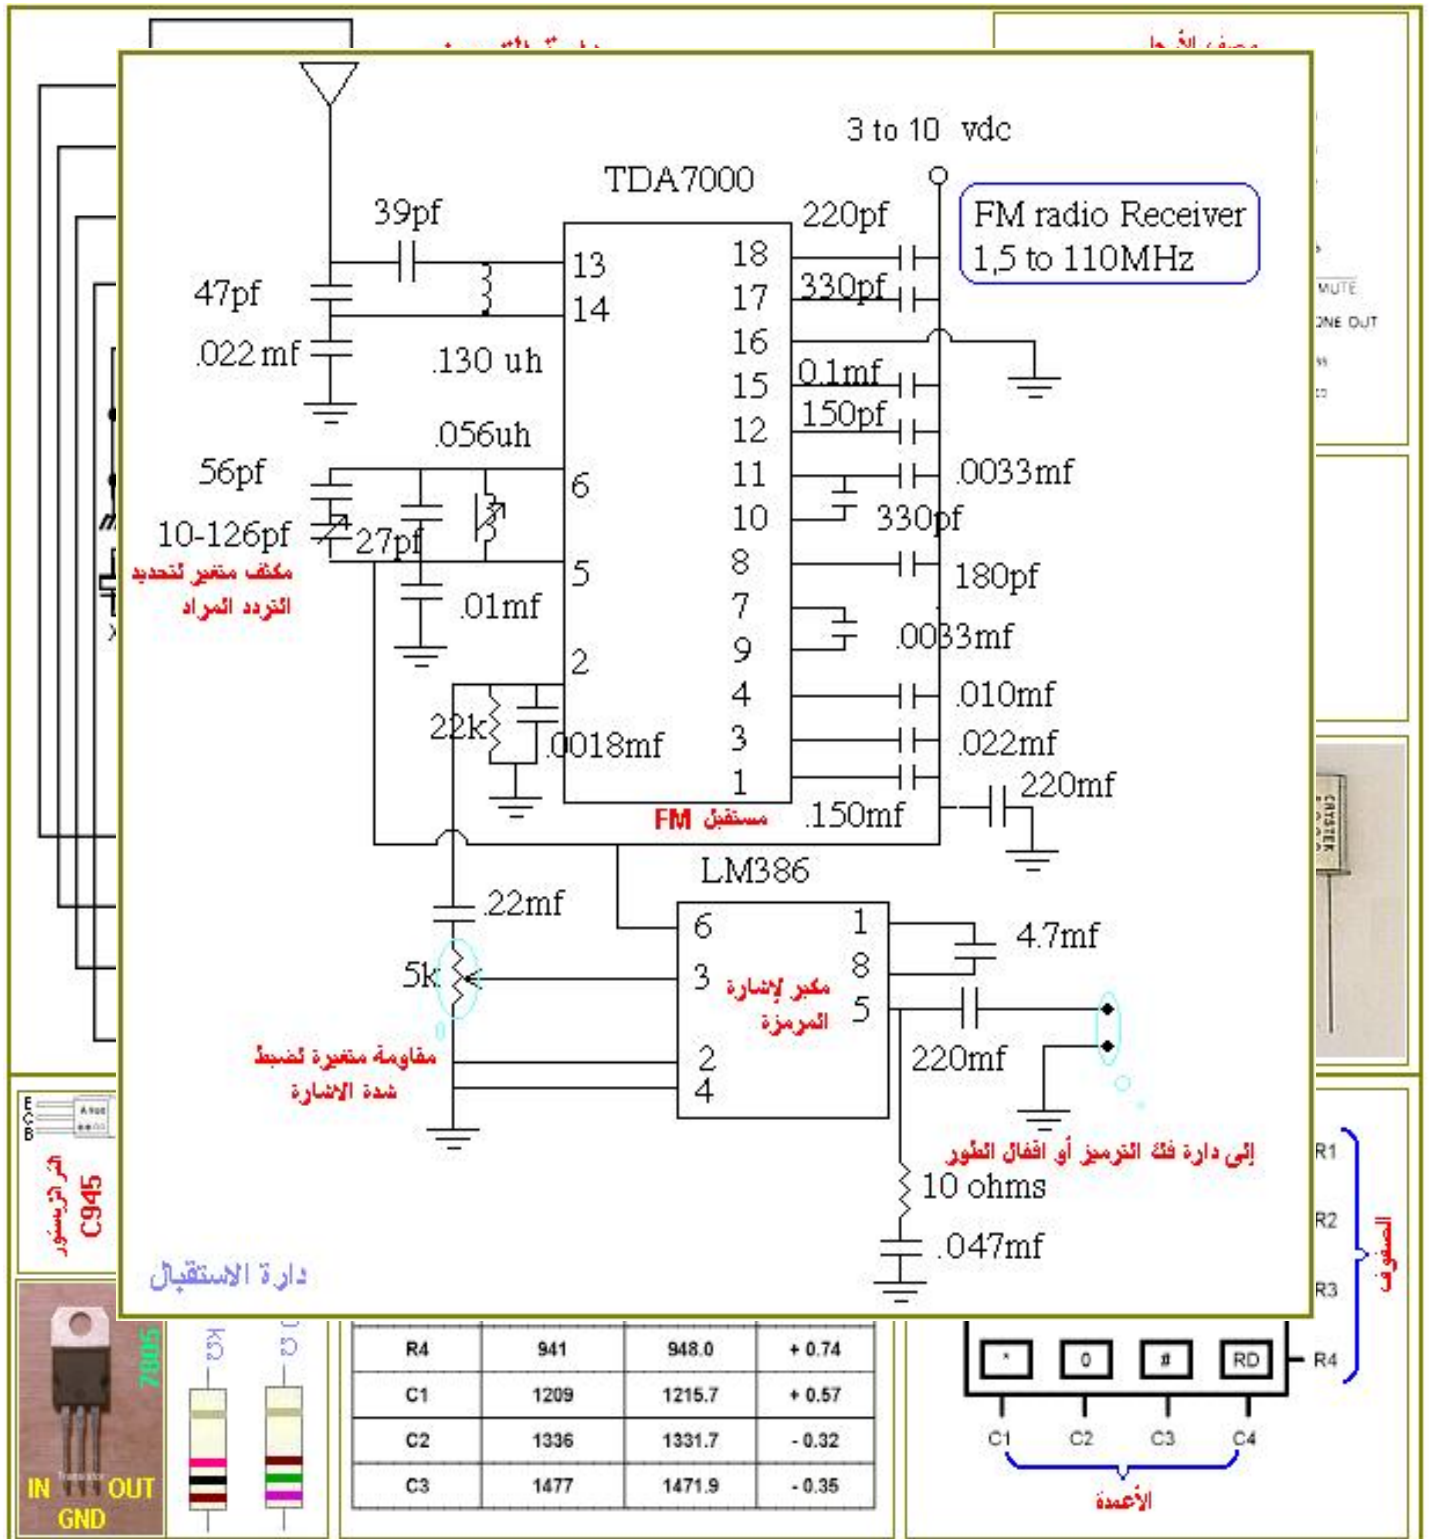 3 to 10 vdc
TDA7000
FM radio Receiver
1,5 to 110MHz
39pf
47pf
.022 mf
.130 uh
.056uh
56pf
10-126pf
27pf
مكثف متغير لتحديد
التردد المراد
.01mf
22k
.0018mf
13
14
6
5
2
18
17
16
15
12
11
10
8
7
9
4
3
1
220pf
330pf
0.1mf
150pf
.0033mf
330pf
180pf
.0033mf
.010mf
.022mf
.150mf
220mf
مستقبل FM
LM386
.22mf
5k
6
3
2
4
1
8
5
مكبر لإشارة
المرمزة
4.7mf
220mf
مقاومة متغيرة لضبط
شدة الاشارة
إلى دارة فك الترميز أو اقفال الطور
10 ohms
.047mf
دارة الاستقبال
MUTE
CRYSTEK
E
C
B
الترانزيستور
C945
7805
IN
OUT
GND
kΩ
Ω
R4 941 948.0 + 0.74
C1 1209 1215.7 + 0.57
C2 1336 1331.7 - 0.32
C3 1477 1471.9 - 0.35
R1
R2
R3
R4
الصفوف
* 0 # RD
C1 C2 C3 C4
الأعمدة